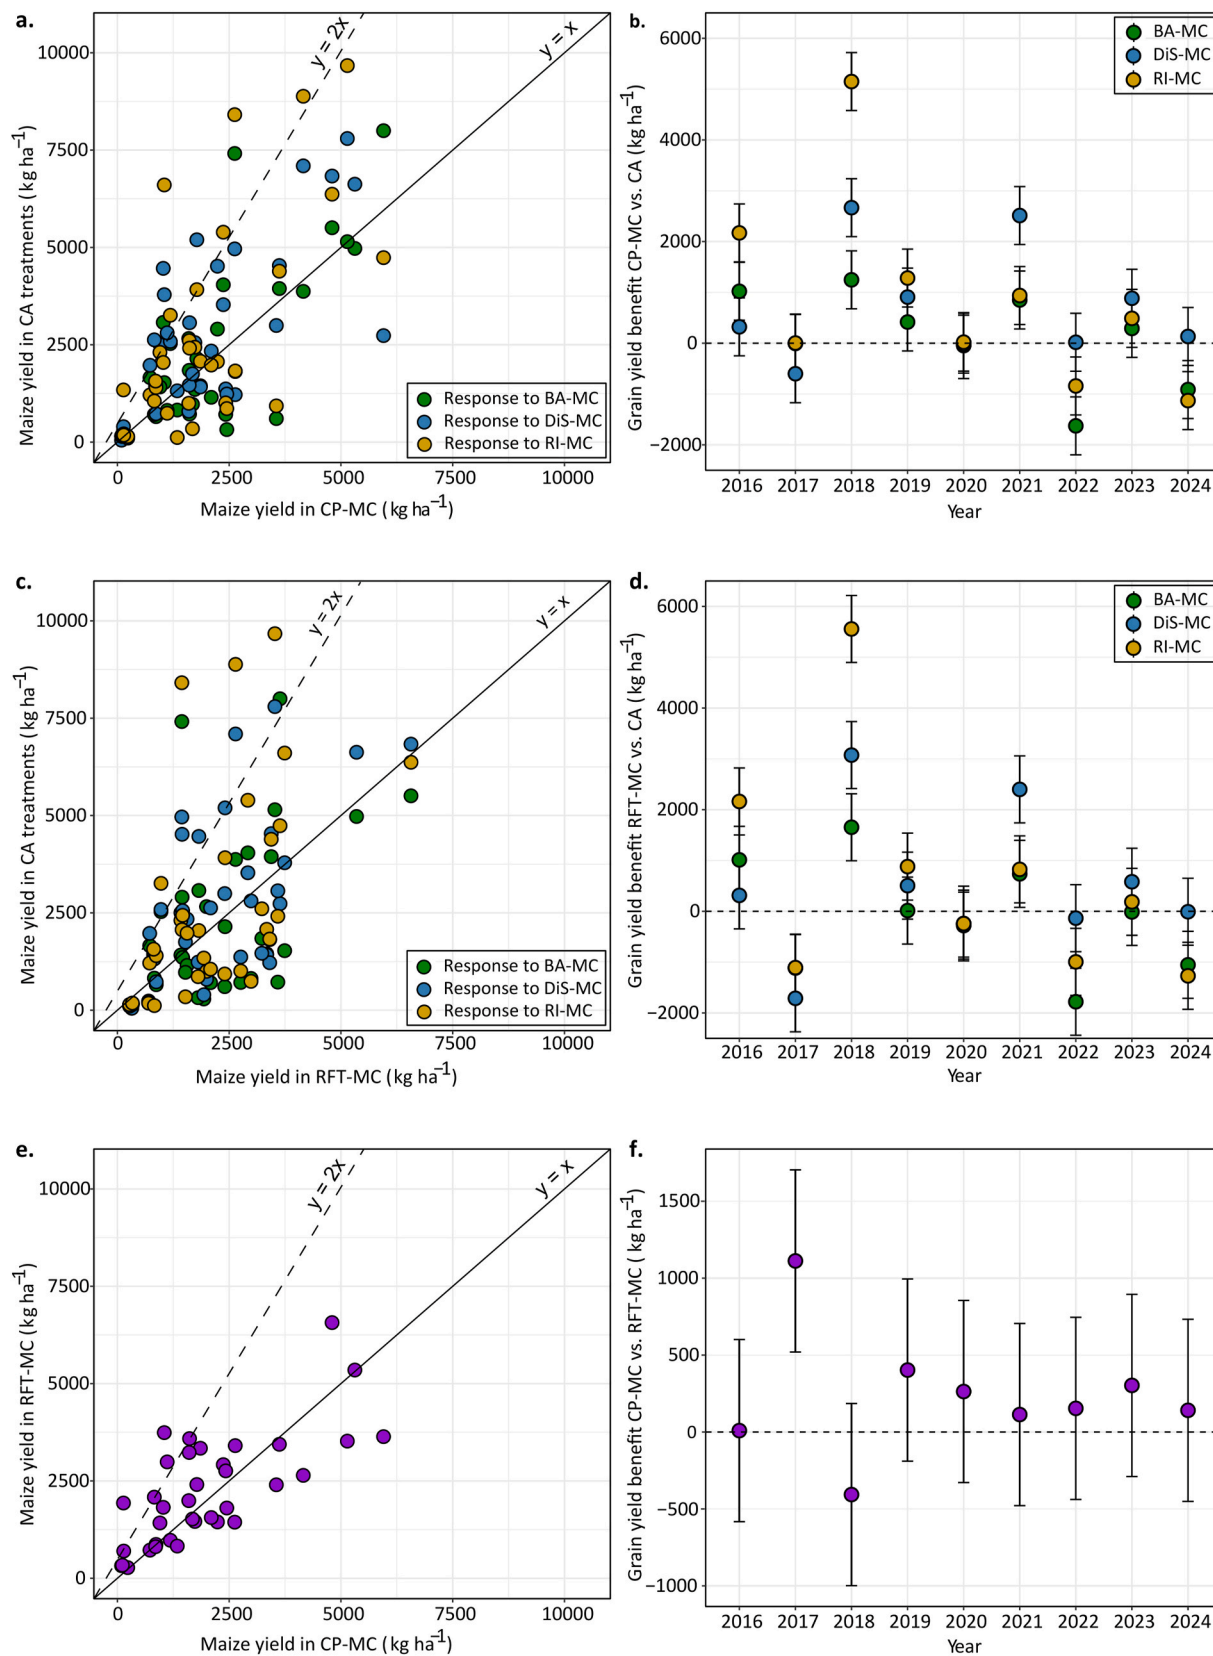 a.
Maize yield in CA treatments (kg ha⁻¹)
10000
7500
5000
2500
0
y = 2x
y = x
Response to BA-MC
Response to DiS-MC
Response to RI-MC
0 2500 5000 7500 10000
Maize yield in CP-MC (kg ha⁻¹)
b.
Grain yield benefit CP-MC vs. CA (kg ha⁻¹)
6000
4000
2000
0
−2000
BA-MC
DiS-MC
RI-MC
2016 2017 2018 2019 2020 2021 2022 2023 2024
Year
c.
Maize yield in CA treatments (kg ha⁻¹)
10000
7500
5000
2500
0
y = 2x
y = x
Response to BA-MC
Response to DiS-MC
Response to RI-MC
0 2500 5000 7500 10000
Maize yield in RFT-MC (kg ha⁻¹)
d.
Grain yield benefit RFT-MC vs. CA (kg ha⁻¹)
6000
4000
2000
0
−2000
BA-MC
DiS-MC
RI-MC
2016 2017 2018 2019 2020 2021 2022 2023 2024
Year
e.
Maize yield in RFT-MC (kg ha⁻¹)
10000
7500
5000
2500
0
y = 2x
y = x
0 2500 5000 7500 10000
Maize yield in CP-MC (kg ha⁻¹)
f.
Grain yield benefit CP-MC vs. RFT-MC (kg ha⁻¹)
1500
1000
500
0
−500
−1000
2016 2017 2018 2019 2020 2021 2022 2023 2024
Year